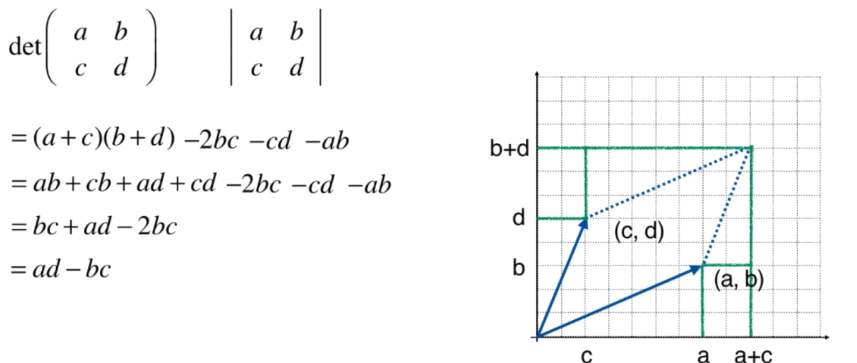 det( a b       | a b |
c d )       | c d |
= (a + c)(b + d) −2bc −cd −ab
= ab + cb + ad + cd −2bc −cd −ab
= bc + ad − 2bc
= ad − bc
b+d
d
(c, d)
b
(a, b)
c a a+c